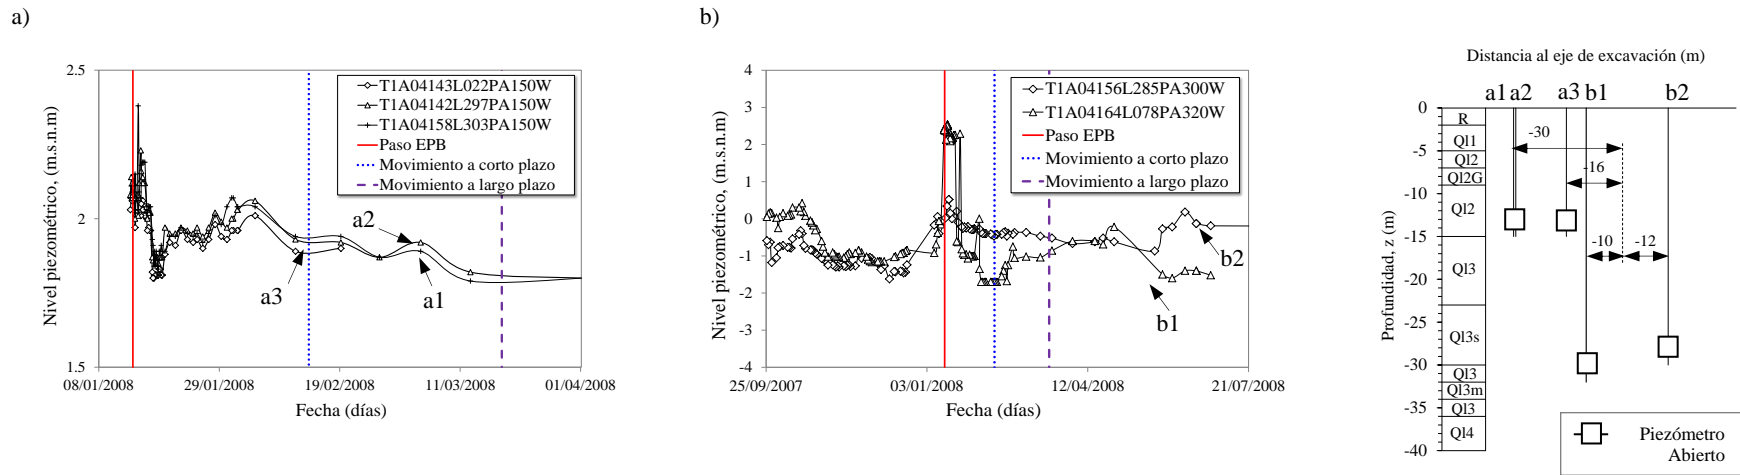 a)
2.5
2
1.5
Nivel piezométrico, (m.s.n.m)
T1A04143L022PA150W
T1A04142L297PA150W
T1A04158L303PA150W
Paso EPB
Movimiento a corto plazo
Movimiento a largo plazo
a2
a3
a1
08/01/2008 29/01/2008 19/02/2008 11/03/2008 01/04/2008
Fecha (días)
b)
4
3
2
1
0
-1
-2
-3
-4
Nivel piezométrico, (m.s.n.m)
T1A04156L285PA300W
T1A04164L078PA320W
Paso EPB
Movimiento a corto plazo
Movimiento a largo plazo
b2
b1
25/09/2007 03/01/2008 12/04/2008 21/07/2008
Fecha (días)
Distancia al eje de excavación (m)
a1 a2 a3 b1 b2
Profundidad, z (m)
0
-5
-10
-15
-20
-25
-30
-35
-40
R
Ql1
Ql2
Ql2G
Ql2
Ql3
Ql3s
Ql3
Ql3m
Ql3
Ql4
-30
-16
-10
-12
Piezómetro
Abierto